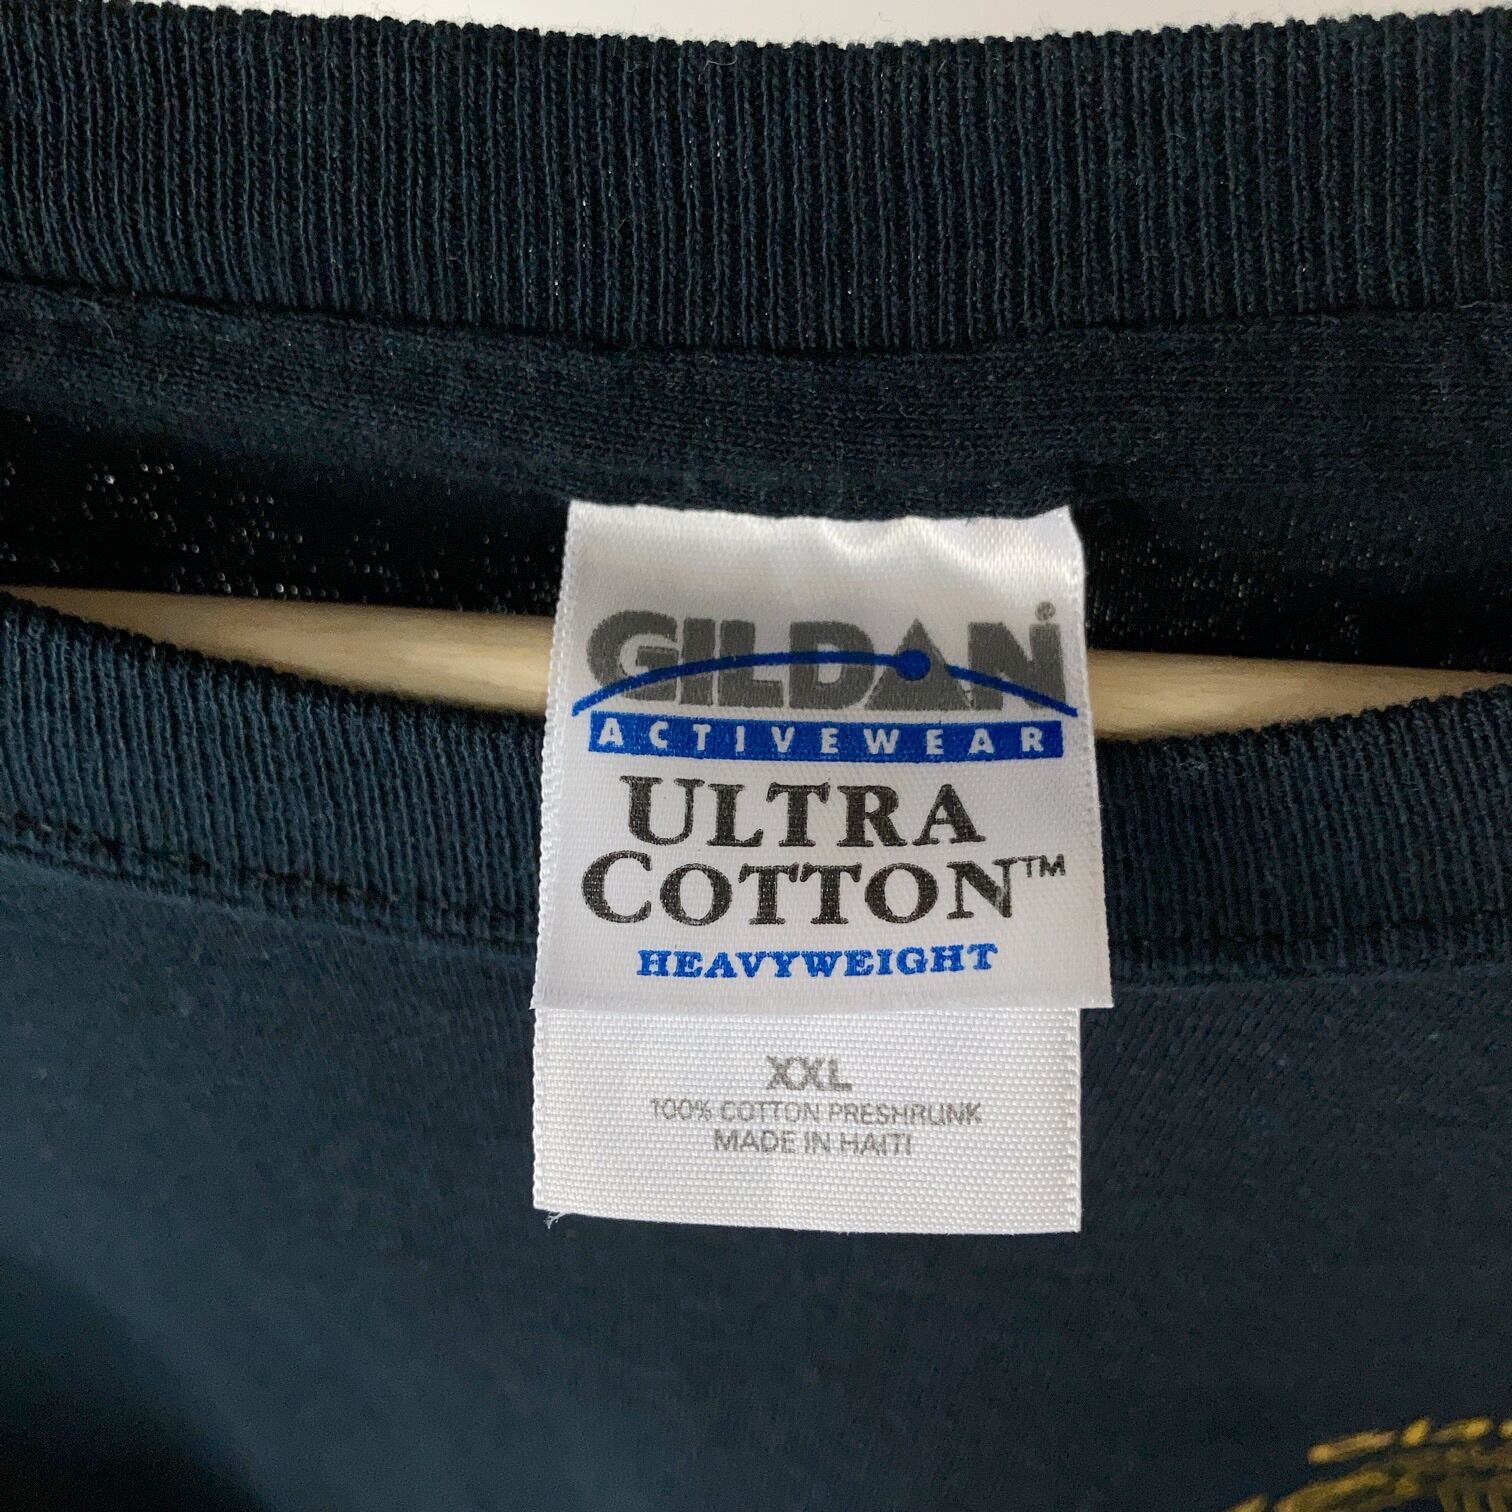 GILDAN®
ACTIVEWEAR
ULTRA
COTTON™
HEAVYWEIGHT
XXL
100% COTTON PRESHRUNK
MADE IN HAITI